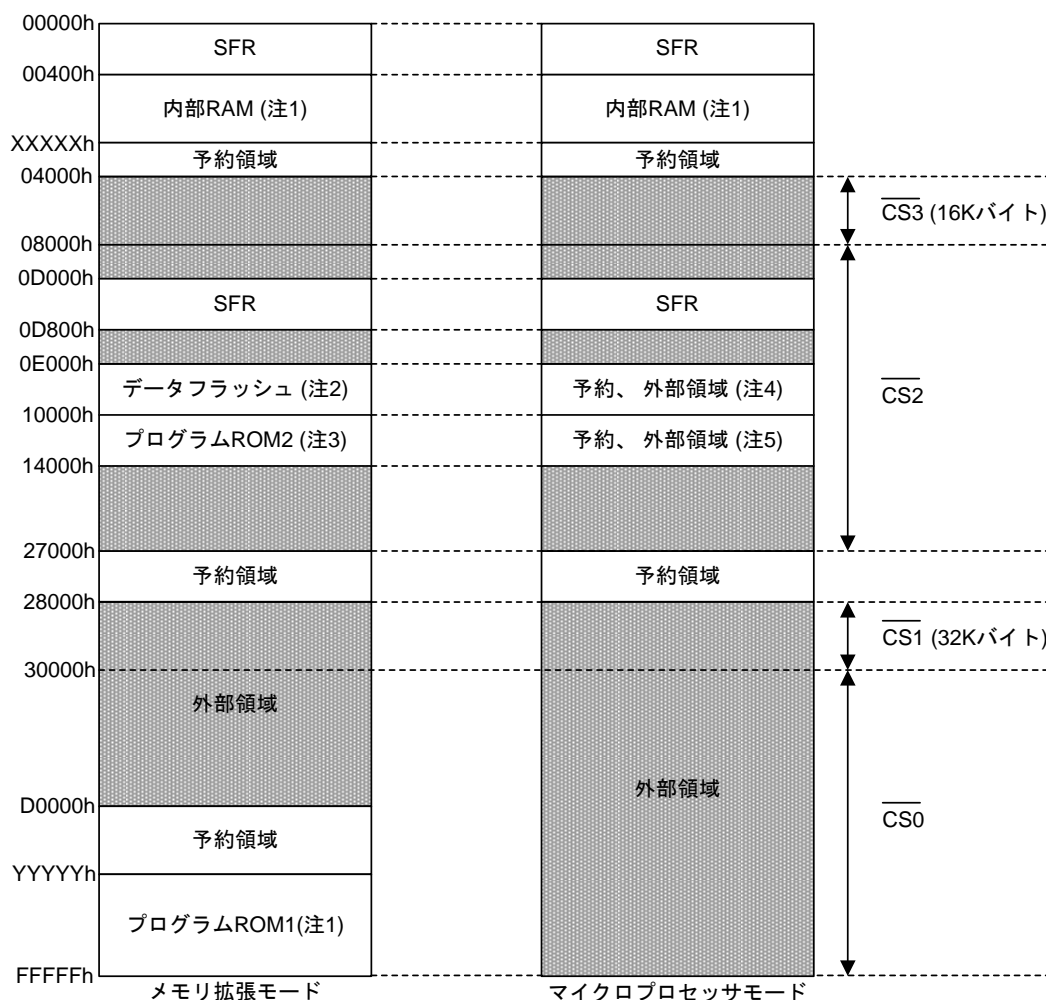 00000h
SFR
SFR
00400h
内部RAM (注1)
内部RAM (注1)
XXXXXh
予約領域
予約領域
04000h
CS3 (16Kバイト)
08000h
0D000h
SFR
SFR
0D800h
0E000h
データフラッシュ (注2)
予約、 外部領域 (注4)
CS2
10000h
プログラムROM2 (注3)
予約、 外部領域 (注5)
14000h
27000h
予約領域
予約領域
28000h
CS1 (32Kバイト)
30000h
外部領域
外部領域
D0000h
CS0
予約領域
YYYYYh
プログラムROM1(注1)
FFFFFh
メモリ拡張モード
マイクロプロセッサモード